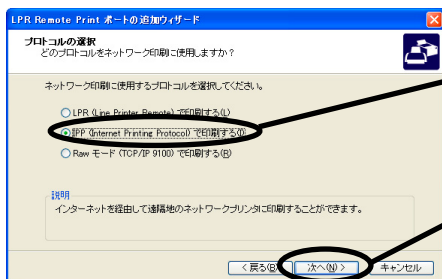 LPR Remote Print ポートの追加ウィザード
プロトコルの選択
どのプロトコルをネットワーク印刷に使用しますか？
ネットワーク印刷に使用するプロトコルを選択してください。
LPR (Line Printer Remote) で印刷する(L)
IPP (Internet Printing Protocol) で印刷する(I)
Raw モード (TCP/IP 9100) で印刷する(R)
説明
インターネットを経由して遠隔地のネットワークプリンタに印刷することができます。
< 戻る(B) 次へ(N) > キャンセル